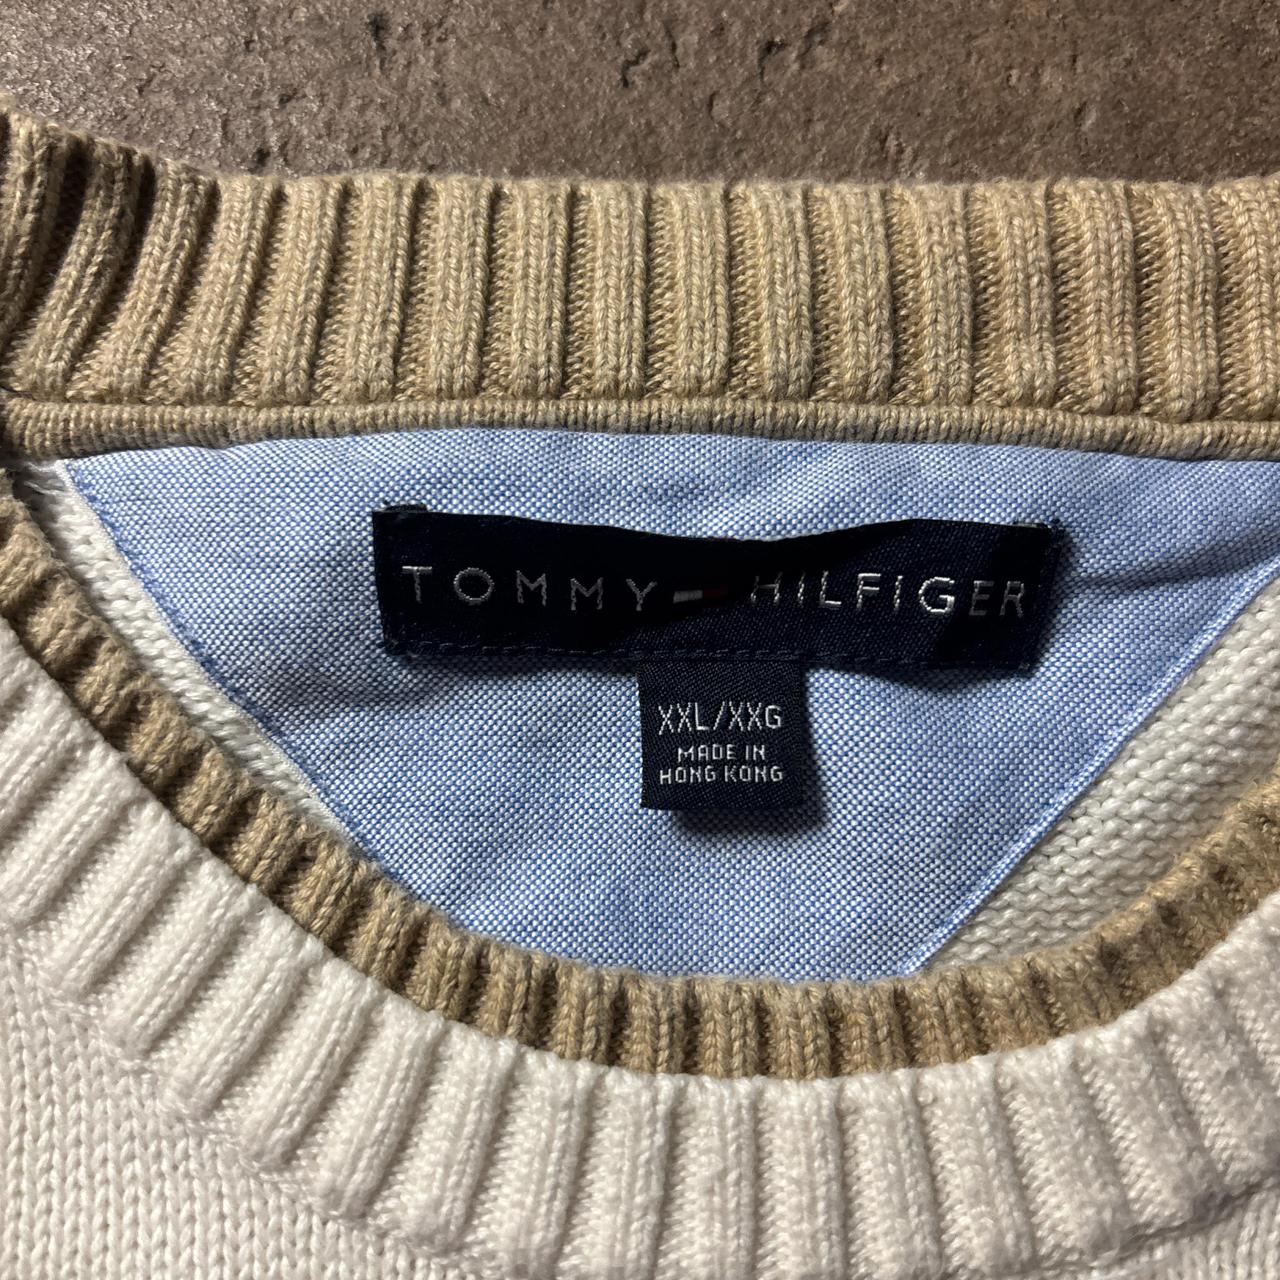 TOMMY HILFIGER
XXL/XXG
MADE IN
HONG KONG